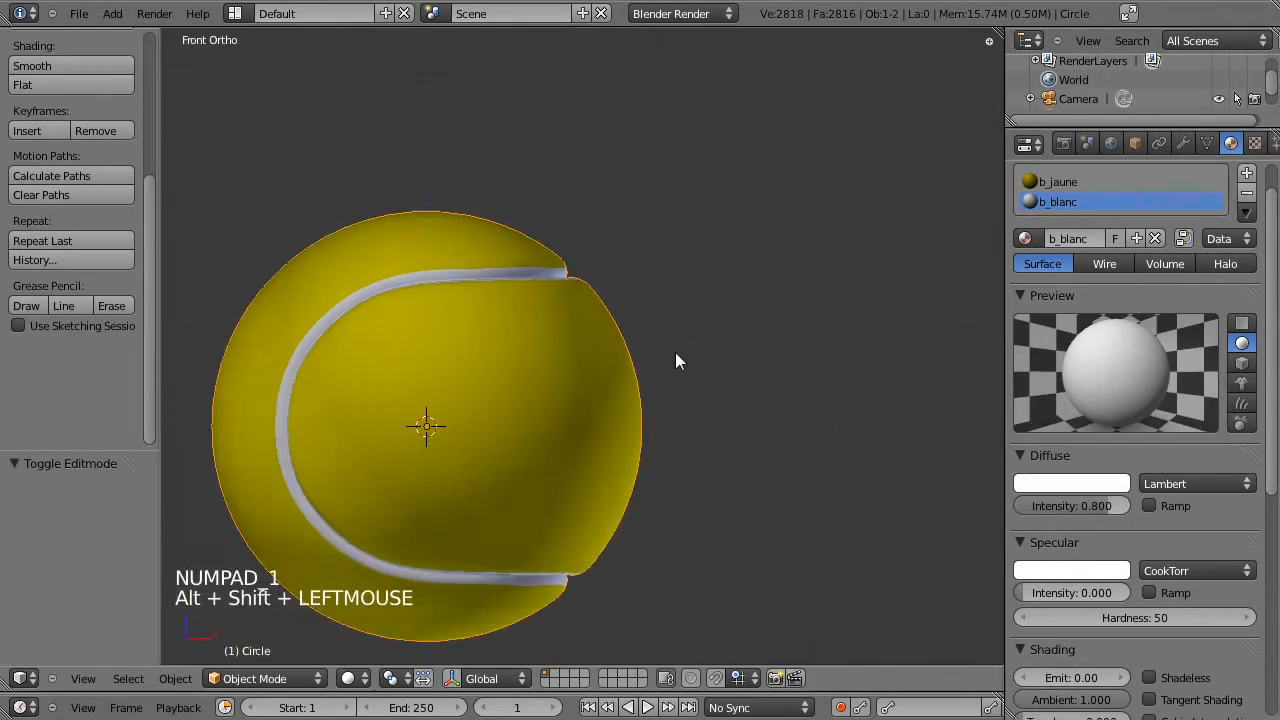 File Add Render Help Default Scene Blender Render Ve:2818 | Fa:2816 | Ob:1-2 | La:0 | Mem:15.74M (0.50M) | Circle
Shading:
Smooth
Flat
Keyframes:
Insert Remove
Motion Paths:
Calculate Paths
Clear Paths
Repeat:
Repeat Last
History...
Grease Pencil:
Draw Line Erase
Use Sketching Sessio
Toggle Editmode
Front Ortho
NUMPAD_1
Alt + Shift + LEFTMOUSE
(1) Circle
View Select Object Object Mode Global
View Frame Playback Start: 1 End: 250 1 No Sync
View Search All Scenes
RenderLayers |
World
Camera |
b_jaune
b_blanc
b_blanc F Data
Surface Wire Volume Halo
Preview
Diffuse
Lambert
Intensity: 0.800 Ramp
Specular
CookTorr
Intensity: 0.000 Ramp
Hardness: 50
Shading
Emit: 0.00 Shadeless
Ambient: 1.000 Tangent Shading